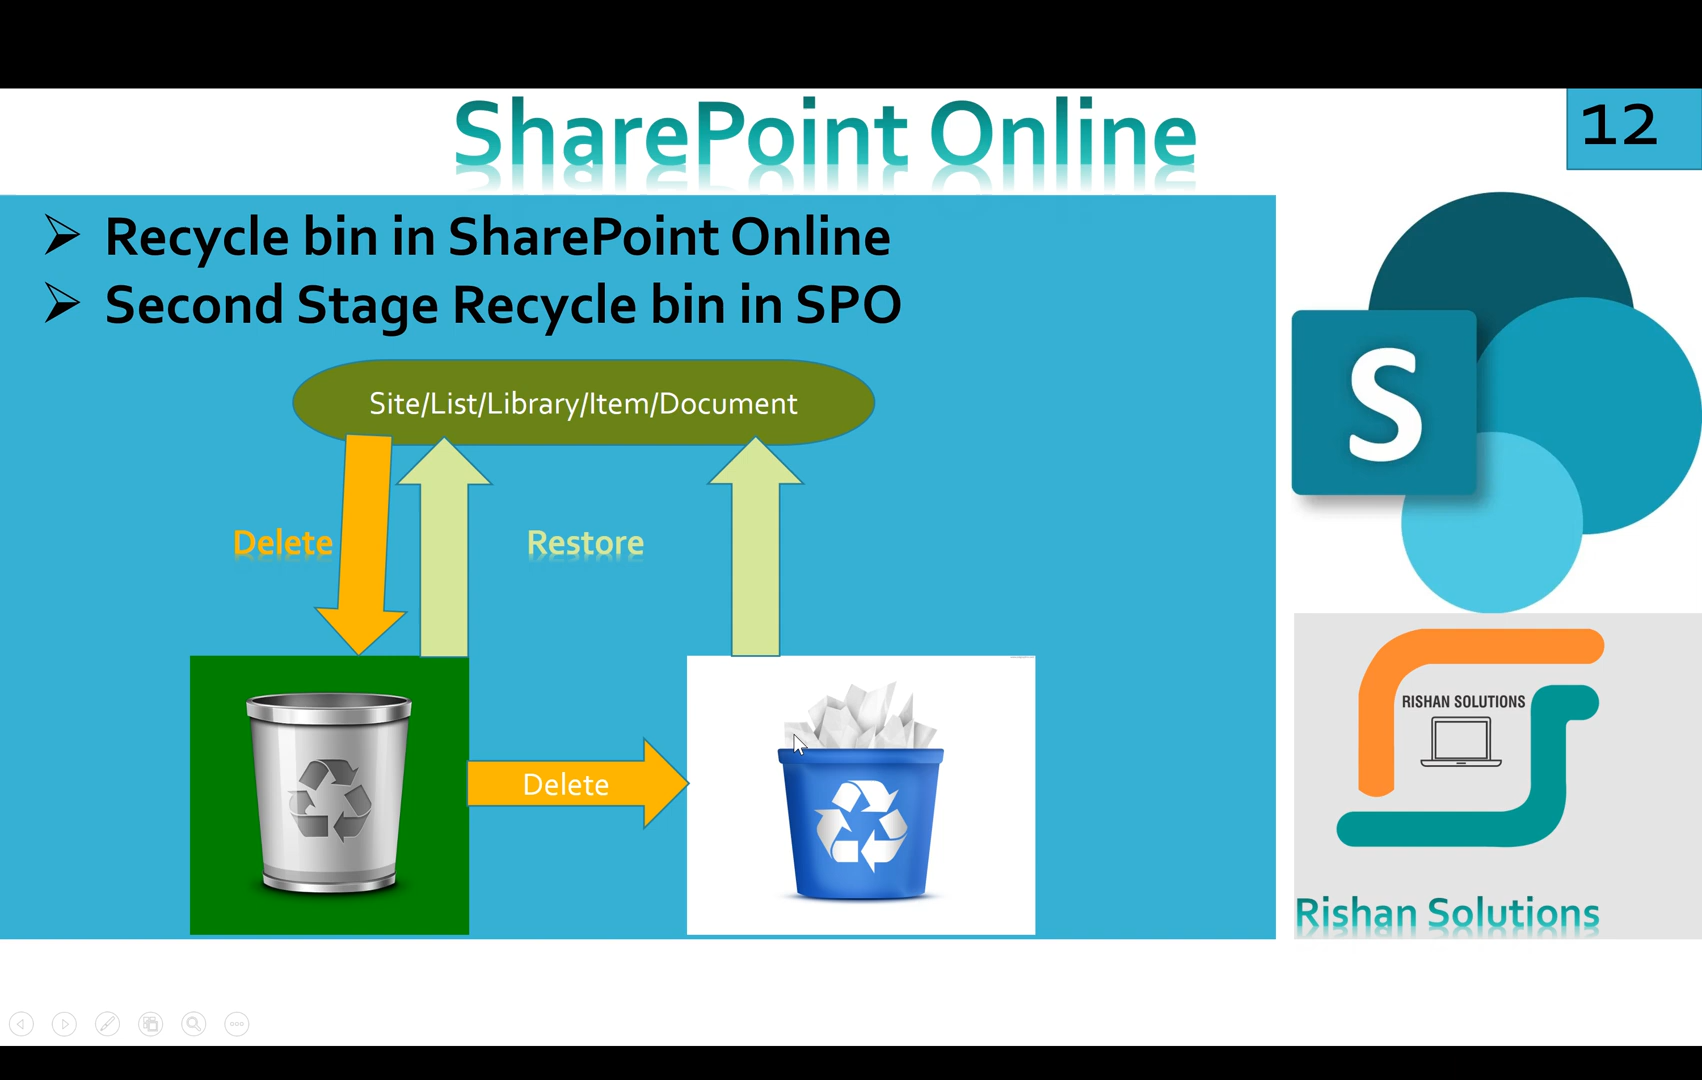 SharePoint Online
12
Recycle bin in SharePoint Online
Second Stage Recycle bin in SPO
Site/List/Library/Item/Document
Delete
Restore
Delete
S
RISHAN SOLUTIONS
Rishan Solutions